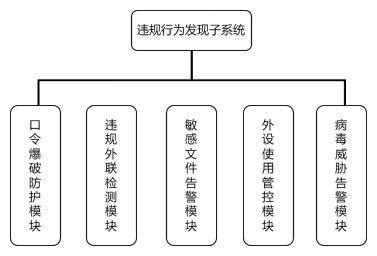 违规行为发现子系统
口令爆破防护模块
违规外联检测模块
敏感文件告警模块
外设使用管控模块
病毒威胁告警模块